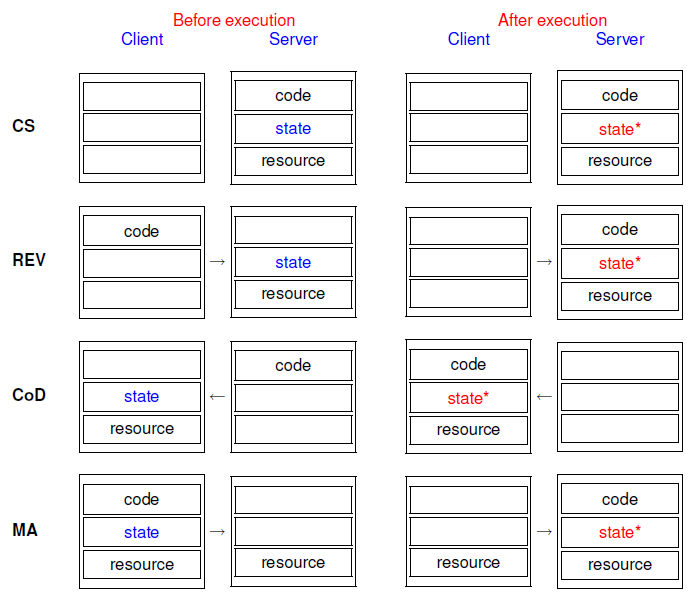 Before execution After execution
Client Server Client Server
code code
CS state state*
resource resource
code code
REV → state → state*
resource resource
code code
CoD state ← state* ←
resource resource
code code
MA state → → state*
resource resource resource resource